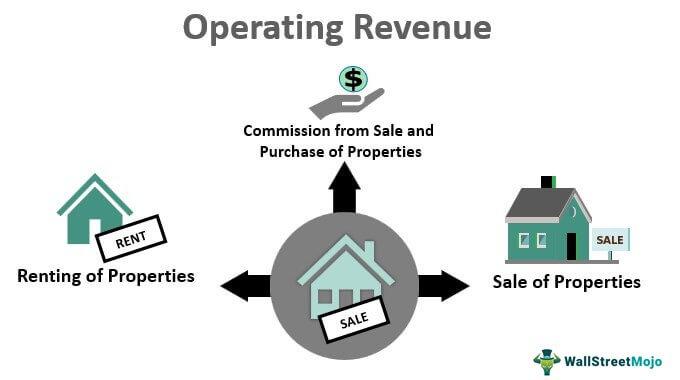 Operating Revenue
$
Commission from Sale and
Purchase of Properties
RENT
Renting of Properties
SALE
SALE
Sale of Properties
WallStreetMojo